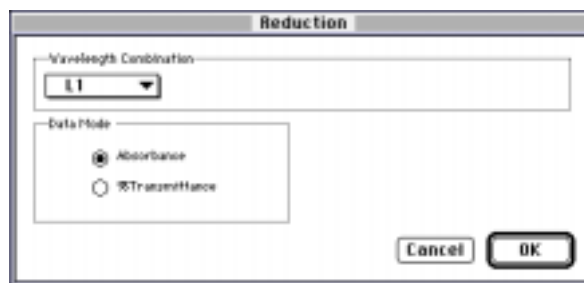 Reduction
Wavelength Combination
L1
Data Mode
Absorbance
%Transmittance
Cancel OK